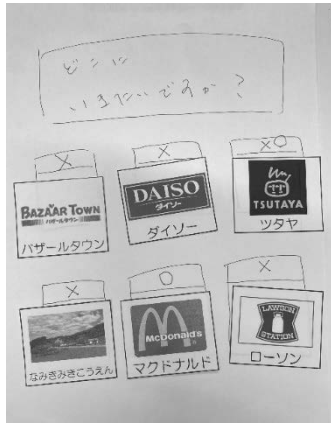 どこに
いきたいですか？
× × ×○
BAZAAR TOWN
バザールタウン
DAISO
ダイソー
ダイソー
TSUTAYA
ツタヤ
× ○ ×
なみきみきこうえん
McDonald's
マクドナルド
LAWSON
STATION
ローソン